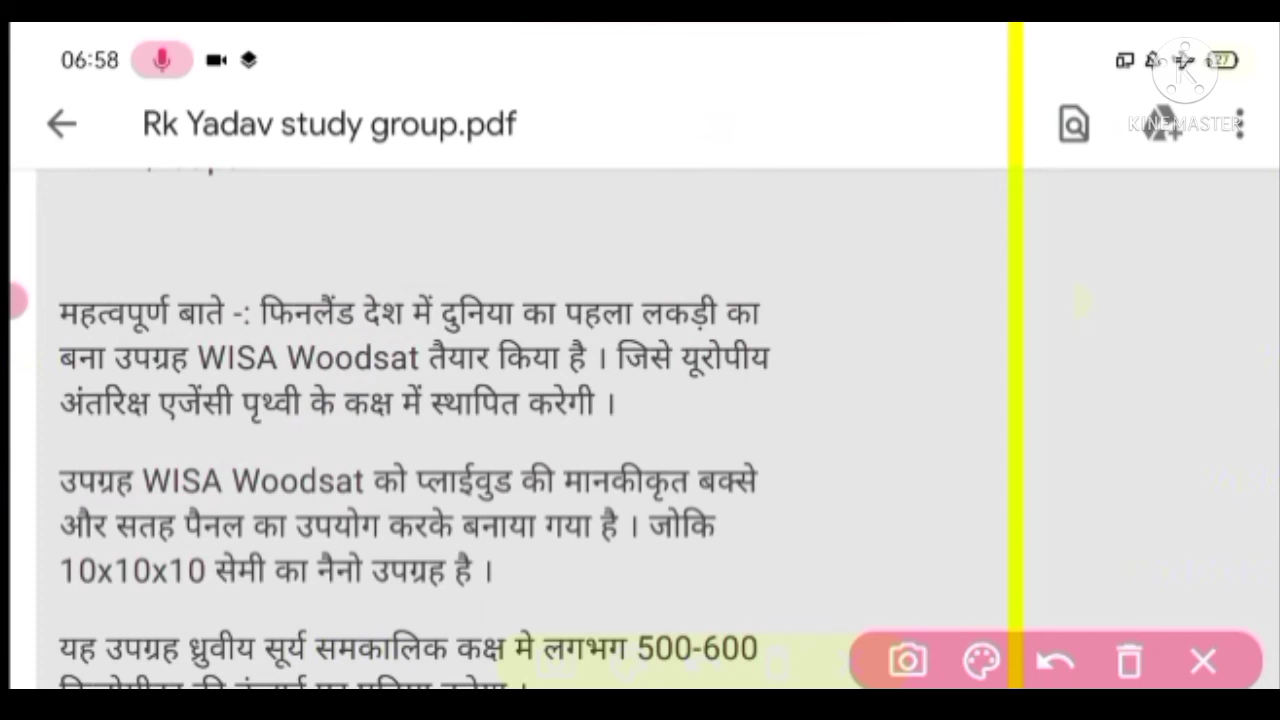 06:58
27
Rk Yadav study group.pdf
KINEMASTER
महत्वपूर्ण बाते -: फिनलैंड देश में दुनिया का पहला लकड़ी का
बना उपग्रह WISA Woodsat तैयार किया है । जिसे यूरोपीय
अंतरिक्ष एजेंसी पृथ्वी के कक्ष में स्थापित करेगी ।
उपग्रह WISA Woodsat को प्लाईवुड की मानकीकृत बक्से
और सतह पैनल का उपयोग करके बनाया गया है । जोकि
10x10x10 सेमी का नैनो उपग्रह है ।
यह उपग्रह ध्रुवीय सूर्य समकालिक कक्ष मे लगभग 500-600